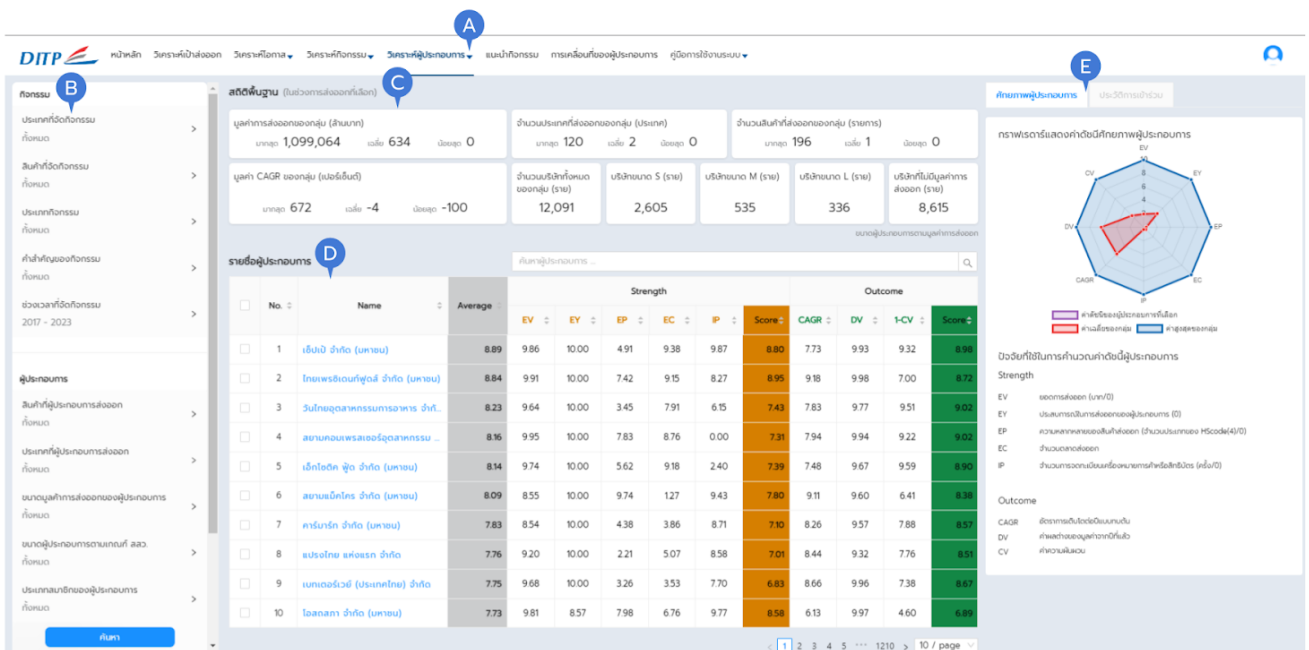 A
DITP
หน้าหลัก วิเคราะห์เป้าส่งออก วิเคราะห์โอกาส วิเคราะห์กิจกรรม วิเคราะห์ผู้ประกอบการ แนะนำกิจกรรม การเคลื่อนที่ของผู้ประกอบการ คู่มือการใช้งานระบบ
B
กิจกรรม
ประเทศที่จัดกิจกรรม
ทั้งหมด
สินค้าที่จัดกิจกรรม
ทั้งหมด
ประเภทกิจกรรม
ทั้งหมด
คำสำคัญของกิจกรรม
ทั้งหมด
ช่วงเวลาที่จัดกิจกรรม
2017 - 2023
ผู้ประกอบการ
สินค้าที่ผู้ประกอบการส่งออก
ทั้งหมด
ประเทศที่ผู้ประกอบการส่งออก
ทั้งหมด
ขนาดมูลค่าการส่งออกของผู้ประกอบการ
ทั้งหมด
ขนาดผู้ประกอบการตามเกณฑ์ สสว.
ทั้งหมด
ประเภทสมาชิกของผู้ประกอบการ
ทั้งหมด
ค้นหา
C
สถิติพื้นฐาน (ในช่วงการส่งออกที่เลือก)
มูลค่าการส่งออกของกลุ่ม (ล้านบาท)
มากสุด 1,099,064 เฉลี่ย 634 น้อยสุด 0
จำนวนประเทศที่ส่งออกของกลุ่ม (ประเทศ)
มากสุด 120 เฉลี่ย 2 น้อยสุด 0
จำนวนสินค้าที่ส่งออกของกลุ่ม (รายการ)
มากสุด 196 เฉลี่ย 1 น้อยสุด 0
มูลค่า CAGR ของกลุ่ม (เปอร์เซ็นต์)
มากสุด 672 เฉลี่ย -4 น้อยสุด -100
จำนวนบริษัททั้งหมด
ของกลุ่ม (ราย)
12,091
บริษัทขนาด S (ราย)
2,605
บริษัทขนาด M (ราย)
535
บริษัทขนาด L (ราย)
336
บริษัทที่ไม่มีมูลค่าการ
ส่งออก (ราย)
8,615
ขนาดผู้ประกอบการตามมูลค่าการส่งออก
D
รายชื่อผู้ประกอบการ
ค้นหาผู้ประกอบการ ...
No. Name Average Strength Outcome
EV EY EP EC IP Score CAGR DV 1-CV Score
1 เอ็ปเป้ จำกัด (มหาชน) 8.89 9.86 10.00 4.91 9.38 9.87 8.80 7.73 9.93 9.32 8.98
2 ไทยเพรซิเดนท์ฟูดส์ จำกัด (มหาชน) 8.84 9.91 10.00 7.42 9.15 8.27 8.95 9.18 9.98 7.00 8.72
3 วันไทยอุตสาหกรรมการอาหาร จำกั... 8.23 9.64 10.00 3.45 7.91 6.15 7.43 7.83 9.77 9.51 9.02
4 สยามคอมเพรสเซอร์อุตสาหกรรม ... 8.16 9.95 10.00 7.83 8.76 0.00 7.31 7.94 9.94 9.22 9.02
5 เอ็กโซติค ฟู้ด จำกัด (มหาชน) 8.14 9.74 10.00 5.62 9.18 2.40 7.39 7.48 9.67 9.59 8.90
6 สยามแม็คโคร จำกัด (มหาชน) 8.09 8.55 10.00 9.74 1.27 9.43 7.80 9.11 9.60 6.41 8.38
7 คาร์มาร์ท จำกัด (มหาชน) 7.83 8.54 10.00 4.38 3.86 8.71 7.10 8.26 9.57 7.88 8.57
8 แปรงไทย แห่งแรก จำกัด 7.76 9.20 10.00 2.21 5.07 8.58 7.01 8.44 9.32 7.76 8.51
9 เบทเตอร์เวย์ (ประเทศไทย) จำกัด 7.75 9.68 10.00 3.26 3.53 7.70 6.83 8.66 9.96 7.38 8.67
10 โอสถสภา จำกัด (มหาชน) 7.73 9.81 8.57 7.98 6.76 9.77 8.58 6.13 9.97 4.60 6.89
1 2 3 4 5 ... 1210 10 / page
E
ศักยภาพผู้ประกอบการ ประวัติการเข้าร่วม
กราฟเรดาร์แสดงค่าดัชนีศักยภาพผู้ประกอบการ
EV
10
CV 8 EY
6
4
2
DV EP
CAGR EC
IP
ค่าดัชนีของผู้ประกอบการที่เลือก
ค่าเฉลี่ยของกลุ่ม ค่าสูงสุดของกลุ่ม
ปัจจัยที่ใช้ในการคำนวณค่าดัชนีผู้ประกอบการ
Strength
EV ยอดการส่งออก (บาท/ปี)
EY ประสบการณ์ในการส่งออกของผู้ประกอบการ (ปี)
EP ความหลากหลายของสินค้าส่งออก (จำนวนประเภทของ HScode(4)/ปี)
EC จำนวนตลาดส่งออก
IP จำนวนการจดทะเบียนเครื่องหมายการค้าหรือสิทธิบัตร (ครั้ง/ปี)
Outcome
CAGR อัตราการเติบโตต่อปีแบบทบต้น
DV ค่าผลต่างของมูลค่าจากปีที่แล้ว
CV ค่าความผันผวน